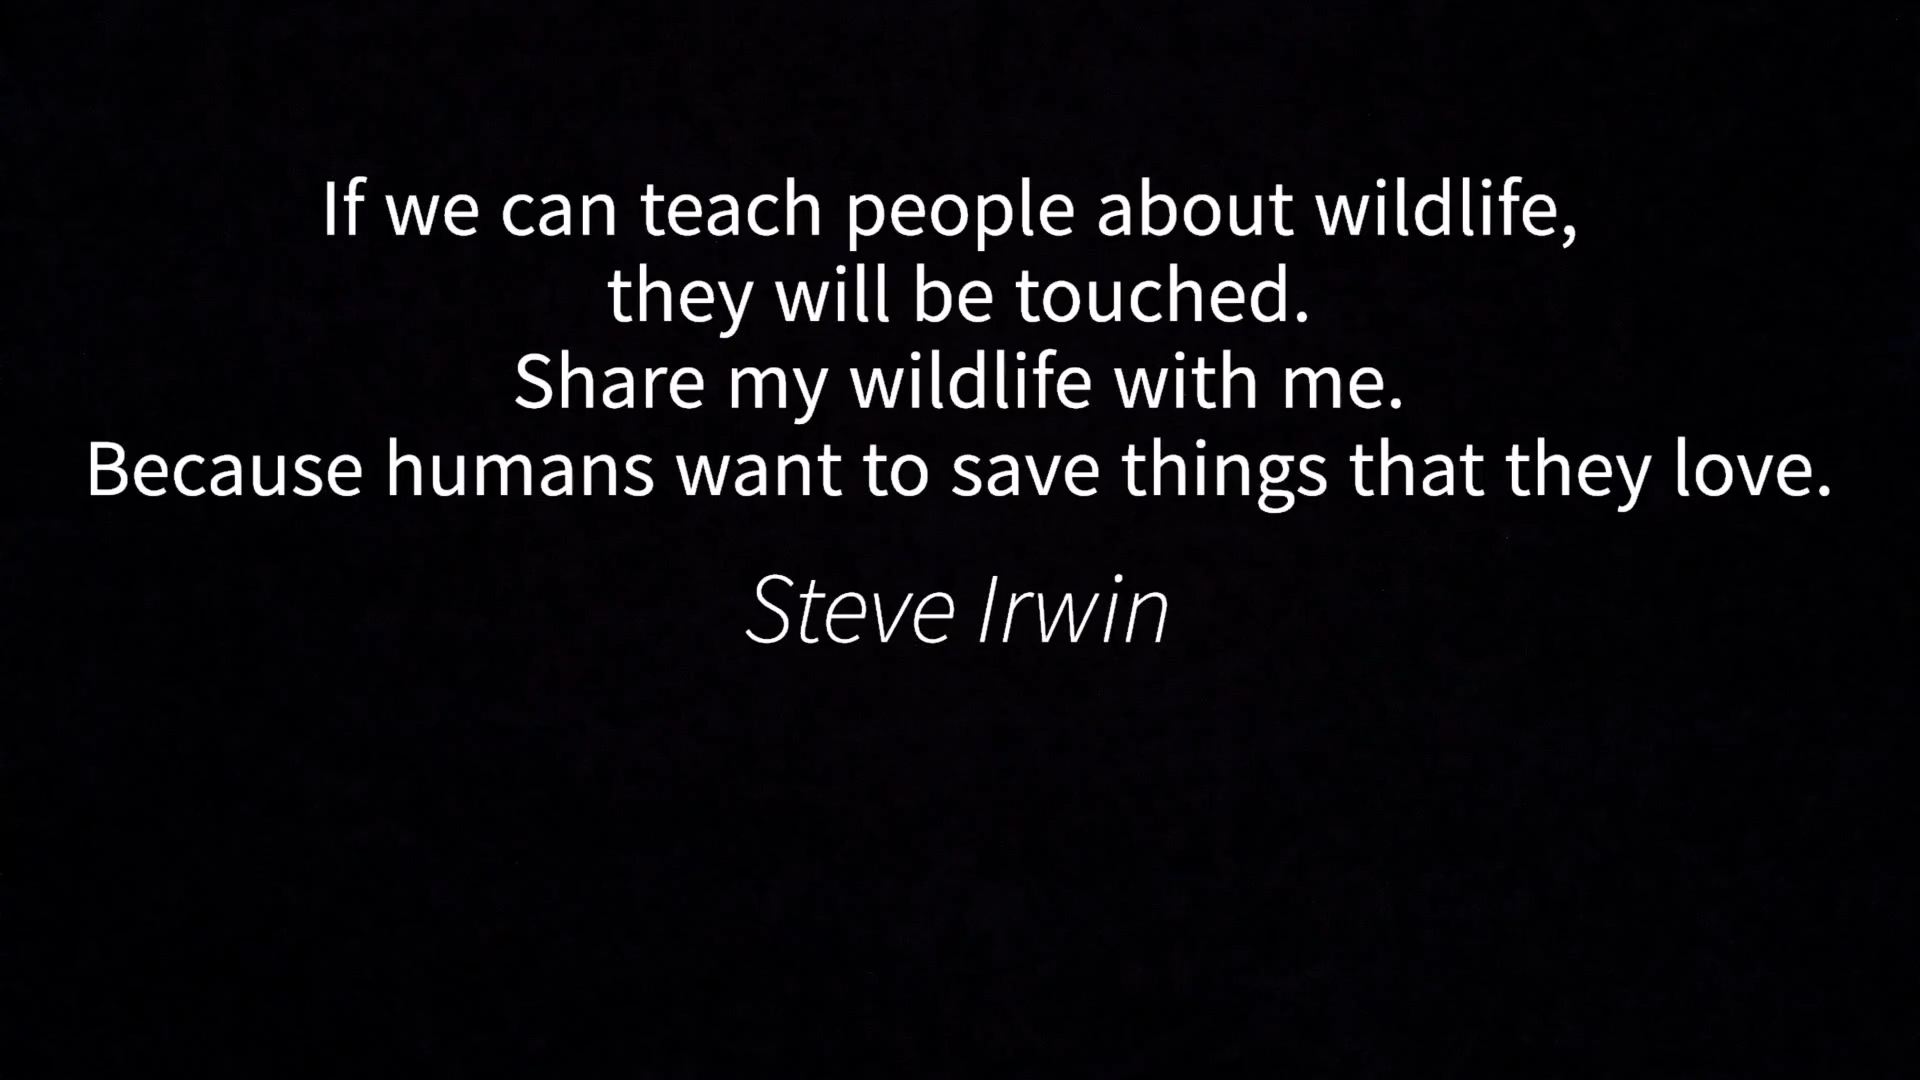 If we can teach people about wildlife,
they will be touched.
Share my wildlife with me.
Because humans want to save things that they love.
Steve Irwin